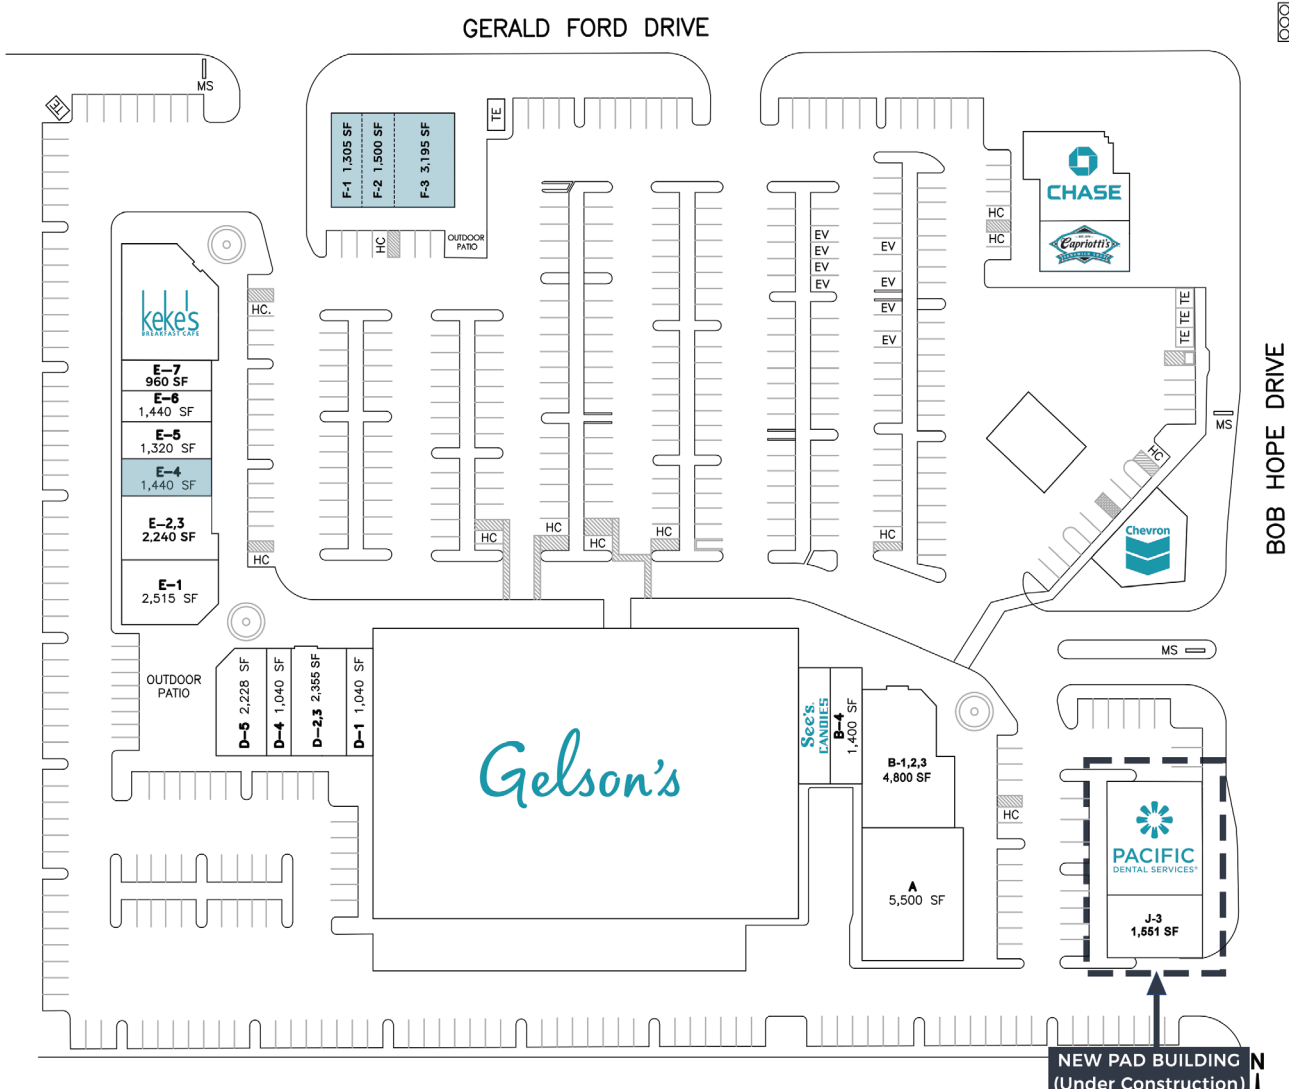 GERALD FORD DRIVE
MS
TE
TE
F-1 1,305 SF
F-2 1,500 SF
F-3 3,195 SF
HC
OUTDOOR
PATIO
CHASE
Capriotti's
HC
HC
EV
EV
EV
EV
EV
EV
EV
EV
TE
TE
TE
BOB HOPE DRIVE
MS
HC
Chevron
keke's
BREAKFAST CAFE
HC.
E-7
960 SF
E-6
1,440 SF
E-5
1,320 SF
E-4
1,440 SF
E-2,3
2,240 SF
E-1
2,515 SF
HC
HC
HC
HC
HC
HC
MS
OUTDOOR
PATIO
D-5 2,228 SF
D-4 1,040 SF
D-2,3 2,355 SF
D-1 1,040 SF
Gelson's
See's
CANDIES
B-4
1,400 SF
B-1,2,3
4,800 SF
HC
A
5,500 SF
PACIFIC
DENTAL SERVICES®
J-3
1,551 SF
NEW PAD BUILDING
(Under Construction)
N